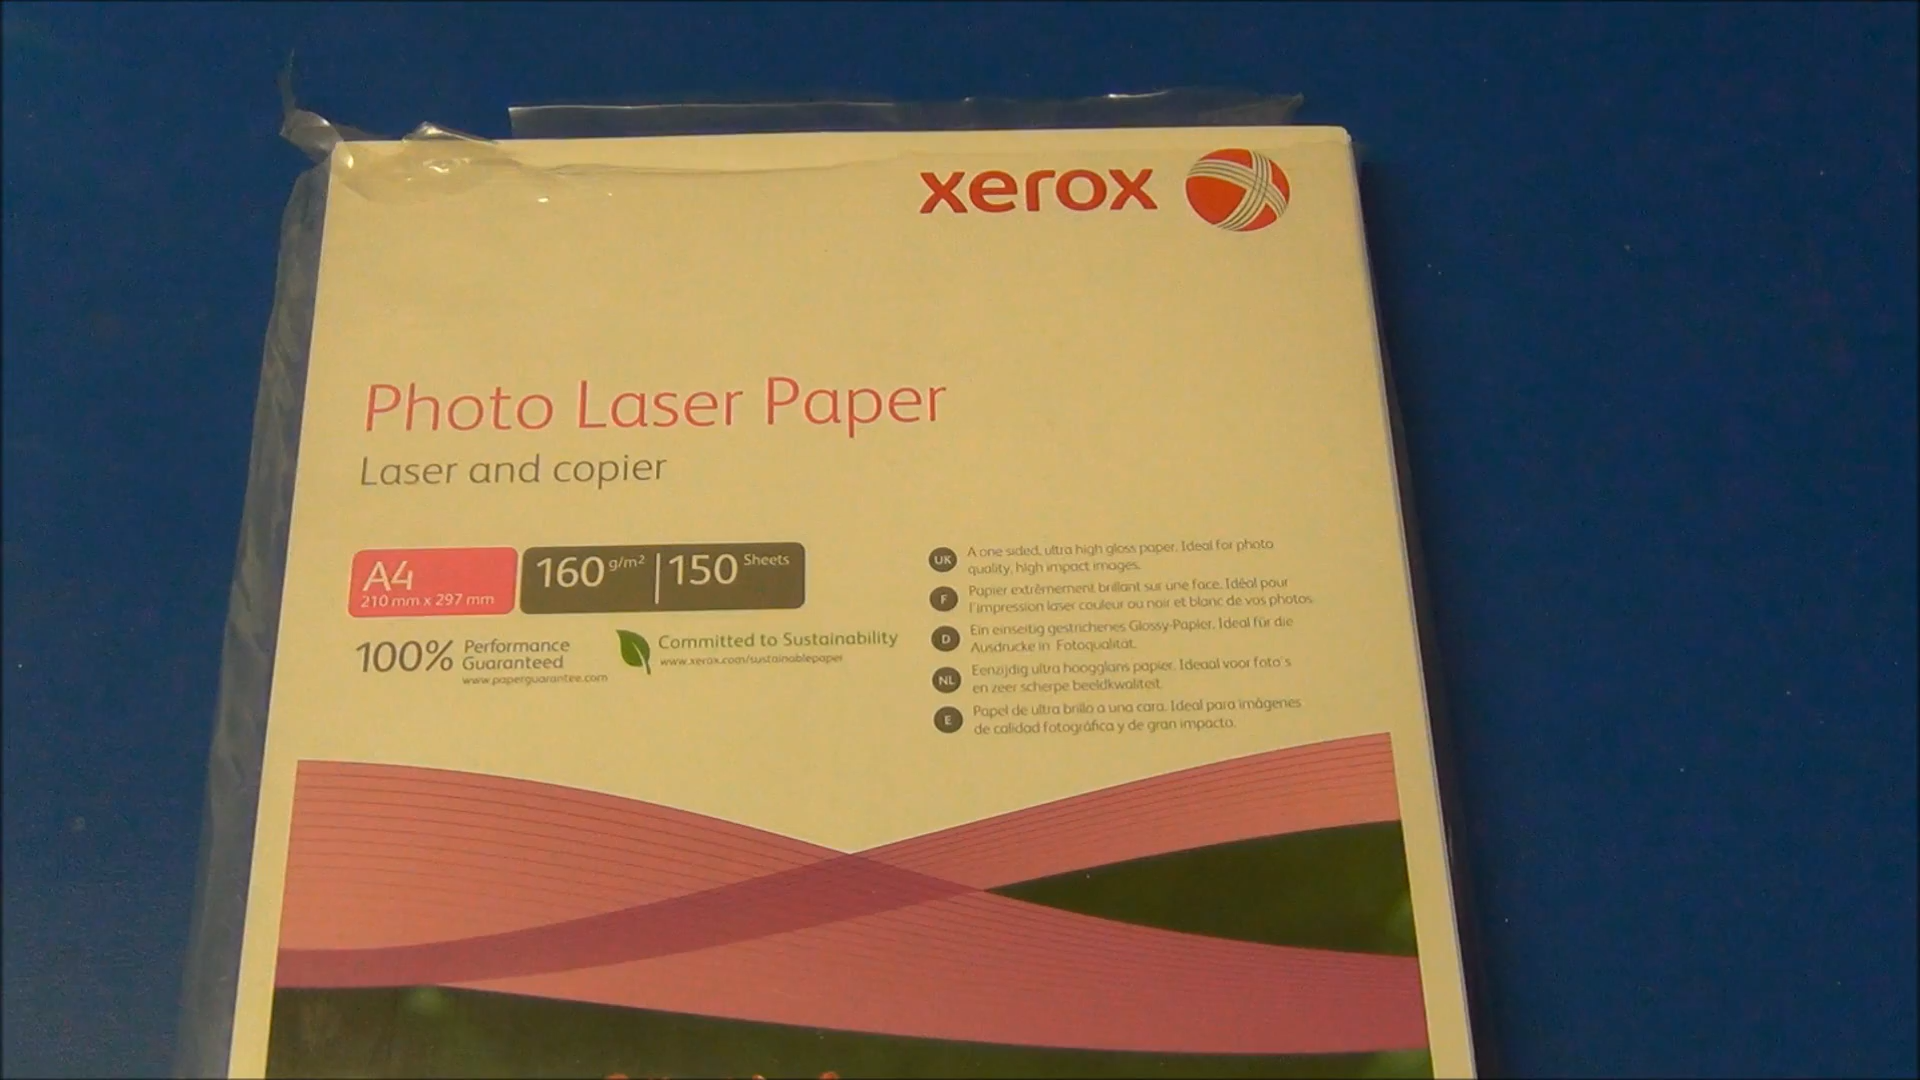 xerox
Photo Laser Paper
Laser and copier
A4
210 mm x 297 mm
160 g/m² | 150 Sheets
100% Performance
Guaranteed
www.paperguarantee.com
Committed to Sustainability
www.xerox.com/sustainablepaper
UK A one sided, ultra high gloss paper. Ideal for photo
quality, high impact images.
F Papier extrêmement brillant sur une face. Idéal pour
l'impression laser couleur ou noir et blanc de vos photos
D Ein einseitig gestrichenes Glossy-Papier. Ideal für die
Ausdrucke in Fotoqualität.
NL Eenzijdig ultra hoogglans papier. Ideaal voor foto's
en zeer scherpe beeldkwaliteit.
E Papel de ultra brillo a una cara. Ideal para imágenes
de calidad fotográfica y de gran impacto.